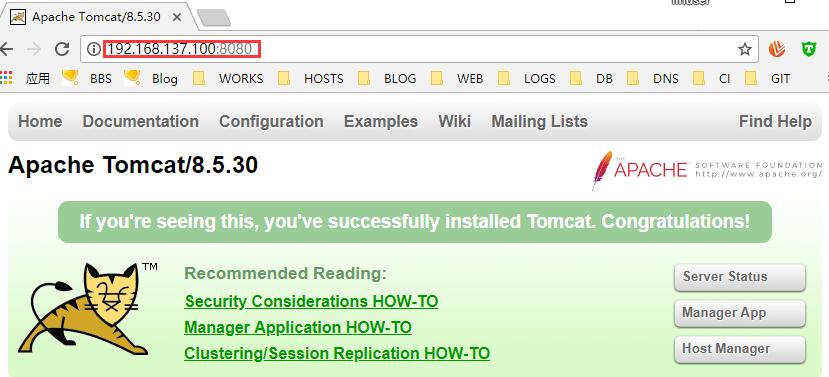 Apache Tomcat/8.5.30
192.168.137.100:8080
应用 BBS Blog WORKS HOSTS BLOG WEB LOGS DB DNS CI GIT
Home Documentation Configuration Examples Wiki Mailing Lists Find Help
Apache Tomcat/8.5.30
THE APACHE SOFTWARE FOUNDATION
http://www.apache.org/
If you're seeing this, you've successfully installed Tomcat. Congratulations!
TM
Recommended Reading:
Security Considerations HOW-TO
Manager Application HOW-TO
Clustering/Session Replication HOW-TO
Server Status
Manager App
Host Manager